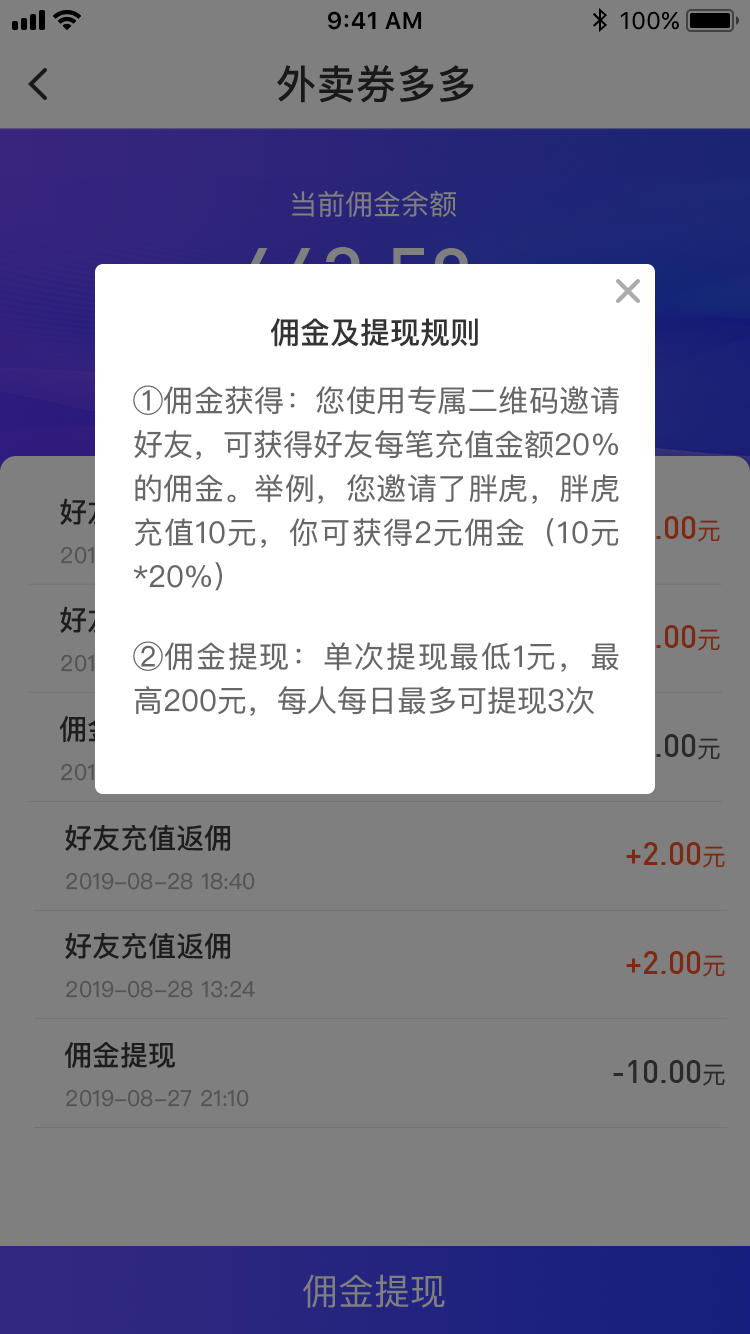 9:41 AM 100%
外卖券多多
当前佣金余额
佣金及提现规则
①佣金获得：您使用专属二维码邀请
好友，可获得好友每笔充值金额20%
的佣金。举例，您邀请了胖虎，胖虎
充值10元，你可获得2元佣金（10元
*20%）
②佣金提现：单次提现最低1元，最
高200元，每人每日最多可提现3次
好
.00元
201
好
.00元
201
佣
.00元
201
好友充值返佣
+2.00元
2019-08-28 18:40
好友充值返佣
+2.00元
2019-08-28 13:24
佣金提现
-10.00元
2019-08-27 21:10
佣金提现